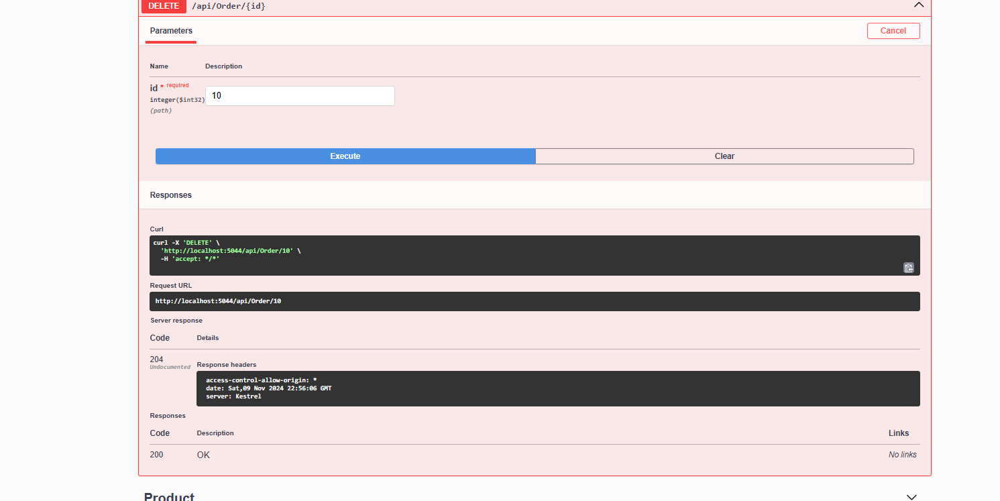 DELETE /api/Order/{id}
Parameters
Cancel
Name Description
id * required
integer($int32)
(path)
10
Execute Clear
Responses
Curl
curl -X 'DELETE' \
'http://localhost:5044/api/Order/10' \
-H 'accept: */*'
Request URL
http://localhost:5044/api/Order/10
Server response
Code Details
204
Undocumented
Response headers
access-control-allow-origin: *
date: Sat,09 Nov 2024 22:56:06 GMT
server: Kestrel
Responses
Code Description Links
200 OK No links
Product